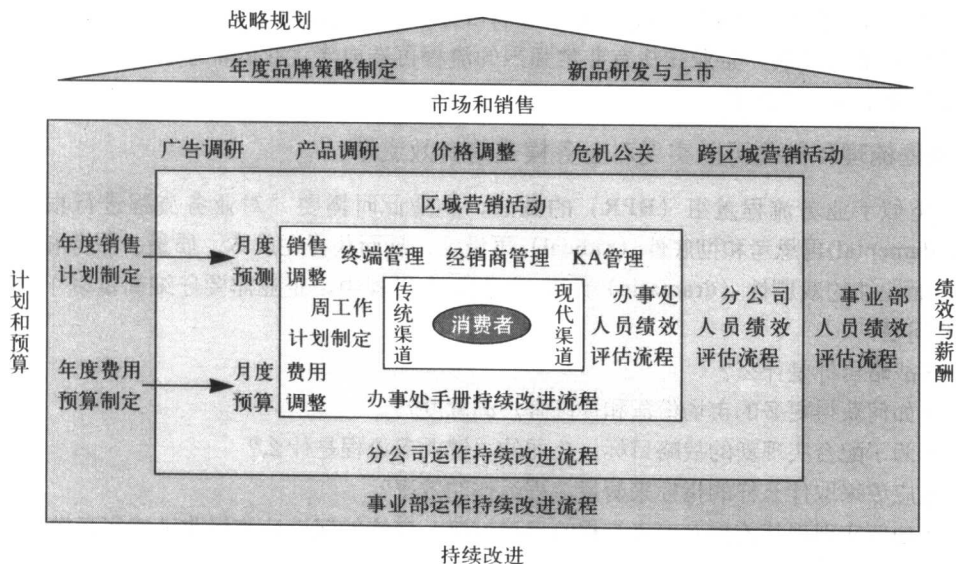 战略规划
年度品牌策略制定 新品研发与上市
市场和销售
广告调研 产品调研 价格调整 危机公关 跨区域营销活动
区域营销活动
年度销售 月度 销售
计划制定 预测 调整
终端管理 经销商管理 KA管理
周工作
计划制定
传统渠道
消费者
现代渠道
办事处 分公司 事业部
人员绩效 人员绩效 人员绩效
评估流程 评估流程 评估流程
计划和预算
绩效与薪酬
年度费用 月度 费用
预算制定 预算 调整
办事处手册持续改进流程
分公司运作持续改进流程
事业部运作持续改进流程
持续改进